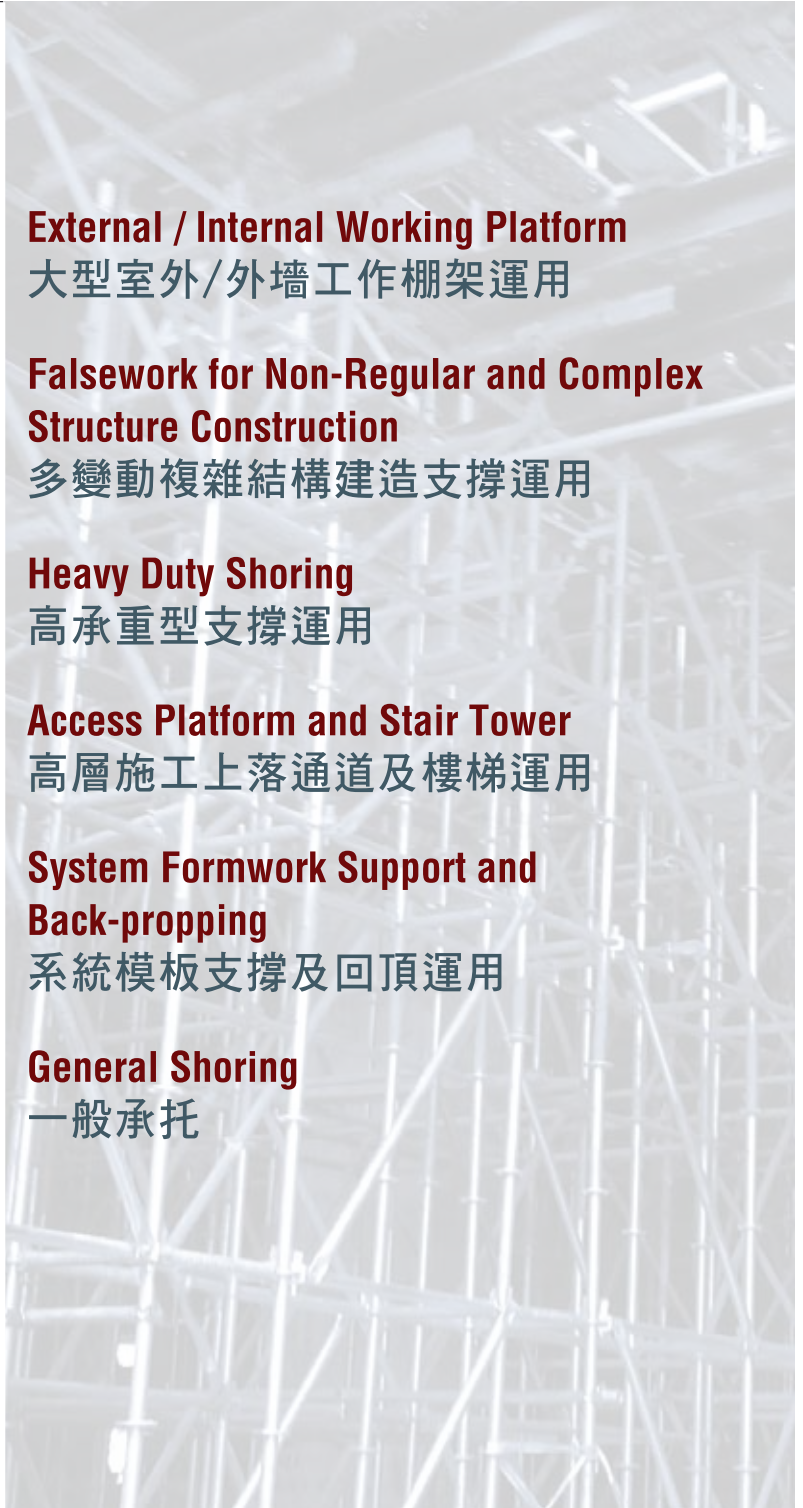 External / Internal Working Platform
大型室外/外墻工作棚架運用
Falsework for Non-Regular and Complex
Structure Construction
多變動複雜結構建造支撐運用
Heavy Duty Shoring
高承重型支撐運用
Access Platform and Stair Tower
高層施工上落通道及樓梯運用
System Formwork Support and
Back-propping
系統模板支撐及回頂運用
General Shoring
一般承托